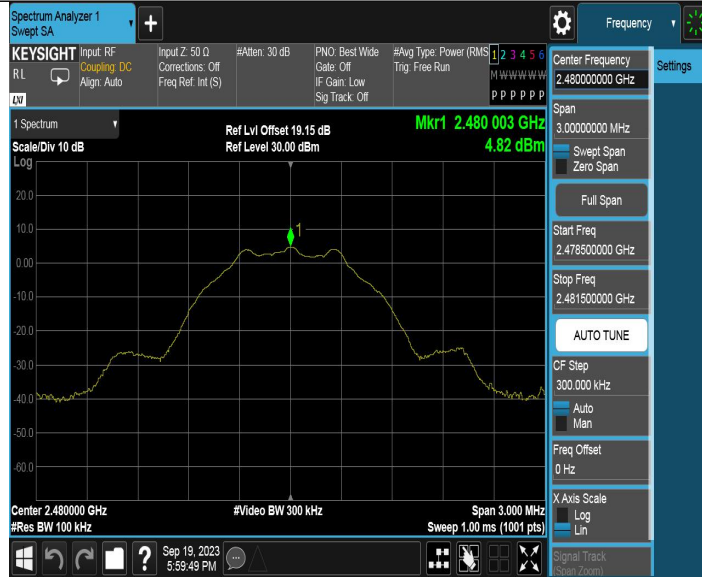 Spectrum Analyzer 1
Swept SA
Frequency
KEYSIGHT
RL
LXI
Input: RF
Coupling: DC
Align: Auto
Input Z: 50 Ω
Corrections: Off
Freq Ref: Int (S)
#Atten: 30 dB
PNO: Best Wide
Gate: Off
IF Gain: Low
Sig Track: Off
#Avg Type: Power (RMS
Trig: Free Run
1 2 3 4 5 6
M W W W W W
P P P P P P
Center Frequency
2.480000000 GHz
Settings
Span
3.00000000 MHz
Swept Span
Zero Span
Full Span
Start Freq
2.478500000 GHz
Stop Freq
2.481500000 GHz
AUTO TUNE
CF Step
300.000 kHz
Auto
Man
Freq Offset
0 Hz
X Axis Scale
Log
Lin
Signal Track
(Span Zoom)
1 Spectrum
Scale/Div 10 dB
Log
Ref Lvl Offset 19.15 dB
Ref Level 30.00 dBm
Mkr1 2.480 003 GHz
4.82 dBm
1
20.0
10.0
0.00
-10.0
-20.0
-30.0
-40.0
-50.0
-60.0
Center 2.480000 GHz
#Res BW 100 kHz
#Video BW 300 kHz
Span 3.000 MHz
Sweep 1.00 ms (1001 pts)
?
Sep 19, 2023
5:59:49 PM